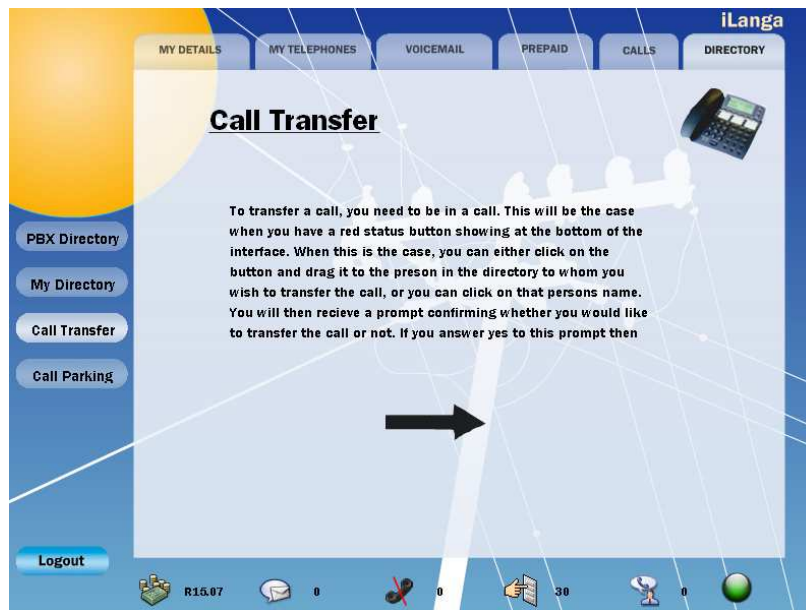 iLanga
MY DETAILS
MY TELEPHONES
VOICEMAIL
PREPAID
CALLS
DIRECTORY
Call Transfer
To transfer a call, you need to be in a call. This will be the case
when you have a red status button showing at the bottom of the
interface. When this is the case, you can either click on the
button and drag it to the preson in the directory to whom you
wish to transfer the call, or you can click on that persons name.
You will then recieve a prompt confirming whether you would like
to transfer the call or not. If you answer yes to this prompt then
PBX Directory
My Directory
Call Transfer
Call Parking
Logout
R15.07
0
0
30
0